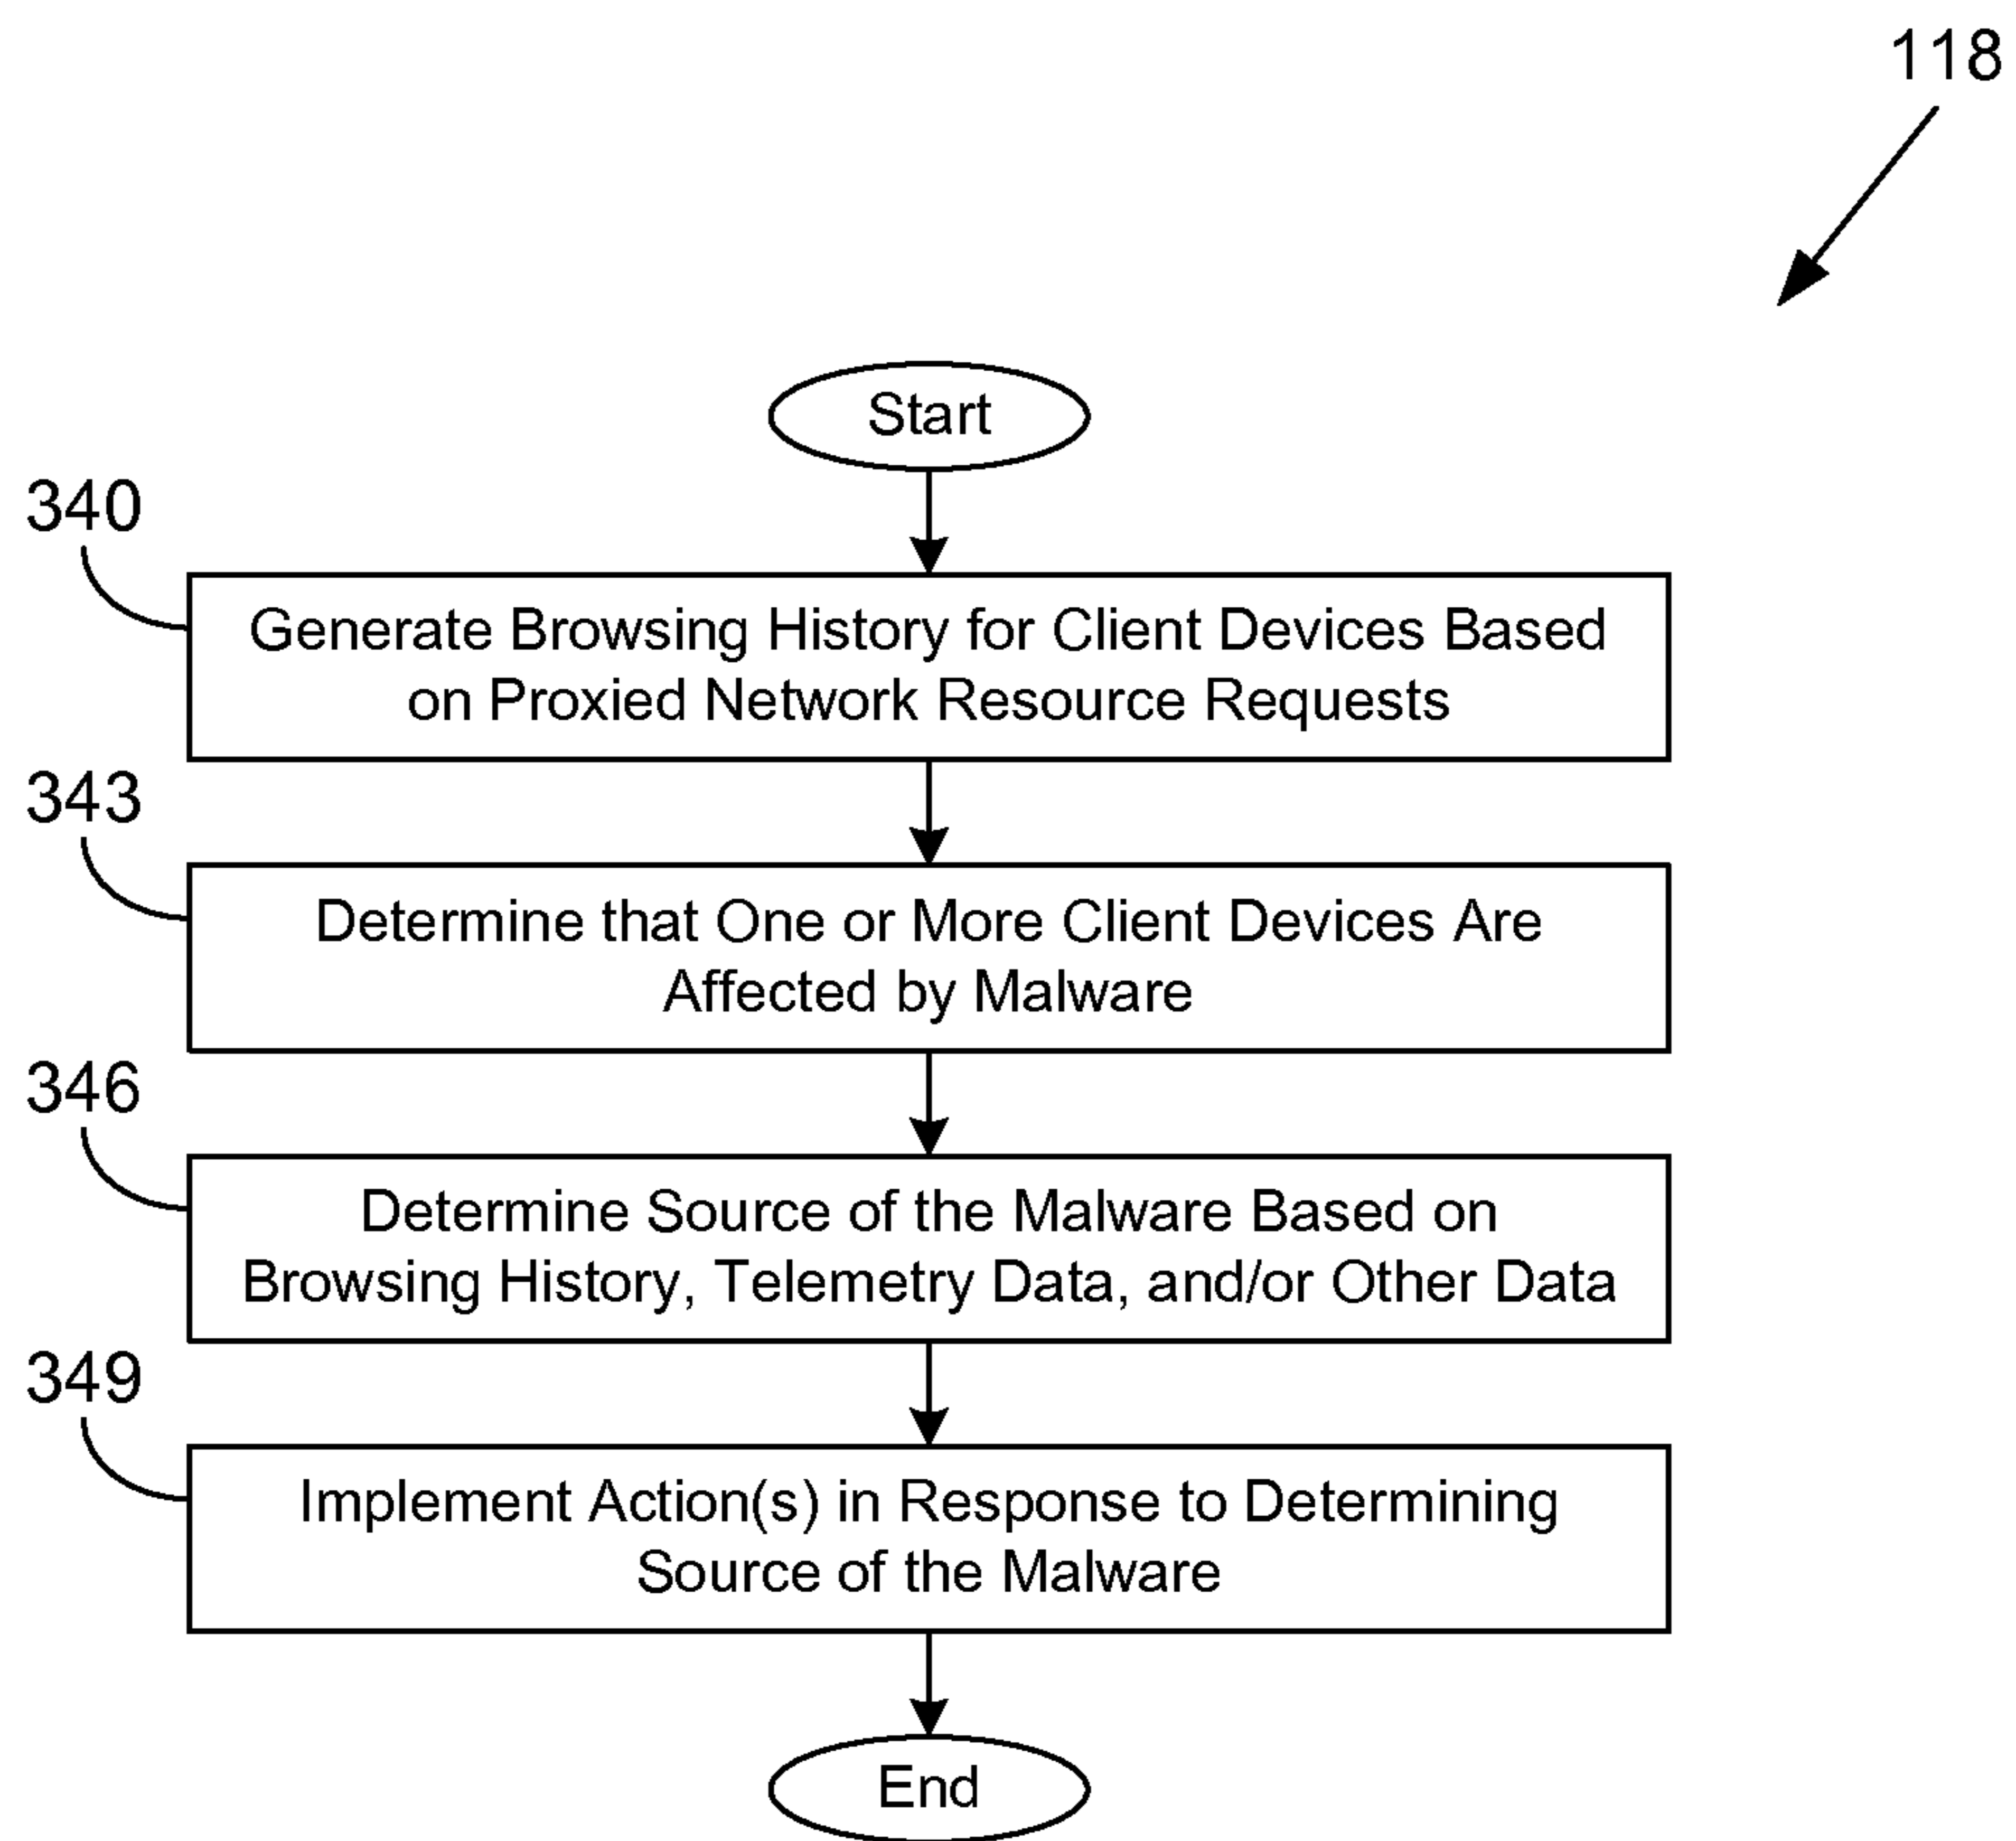 118
Start
340
Generate Browsing History for Client Devices Based
on Proxied Network Resource Requests
343
Determine that One or More Client Devices Are
Affected by Malware
346
Determine Source of the Malware Based on
Browsing History, Telemetry Data, and/or Other Data
349
Implement Action(s) in Response to Determining
Source of the Malware
End